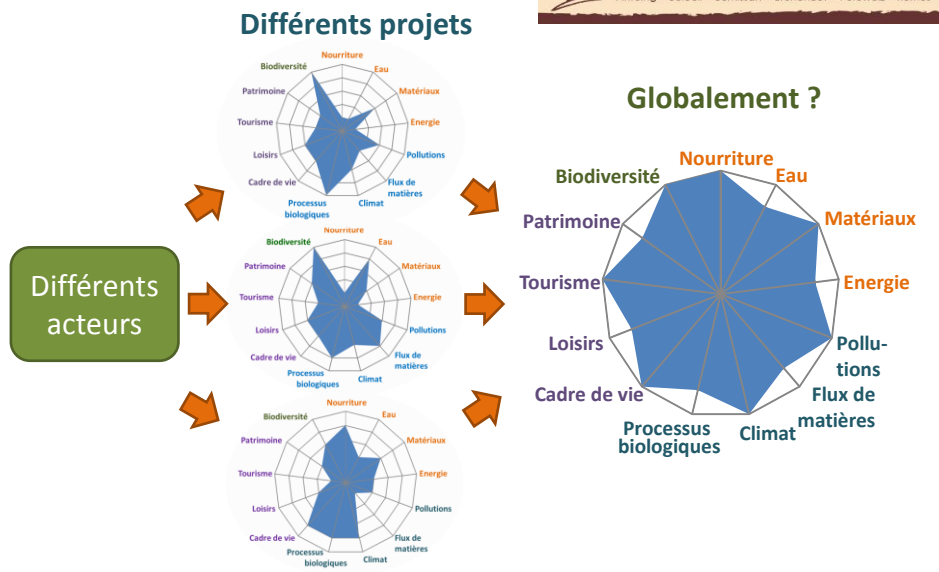 Différents projets
Nourriture
Biodiversité
Eau
Patrimoine
Matériaux
Tourisme
Energie
Loisirs
Pollutions
Cadre de vie
Flux de
matières
Processus
biologiques
Climat
Différents
acteurs
Nourriture
Biodiversité
Eau
Patrimoine
Matériaux
Tourisme
Energie
Loisirs
Pollutions
Cadre de vie
Flux de
matières
Processus
biologiques
Climat
Nourriture
Biodiversité
Eau
Patrimoine
Matériaux
Tourisme
Energie
Loisirs
Pollutions
Cadre de vie
Flux de
matières
Processus
biologiques
Climat
Globalement ?
Nourriture
Biodiversité
Eau
Patrimoine
Matériaux
Tourisme
Energie
Loisirs
Pollu-
tions
Cadre de vie
Flux de
matières
Processus
biologiques
Climat